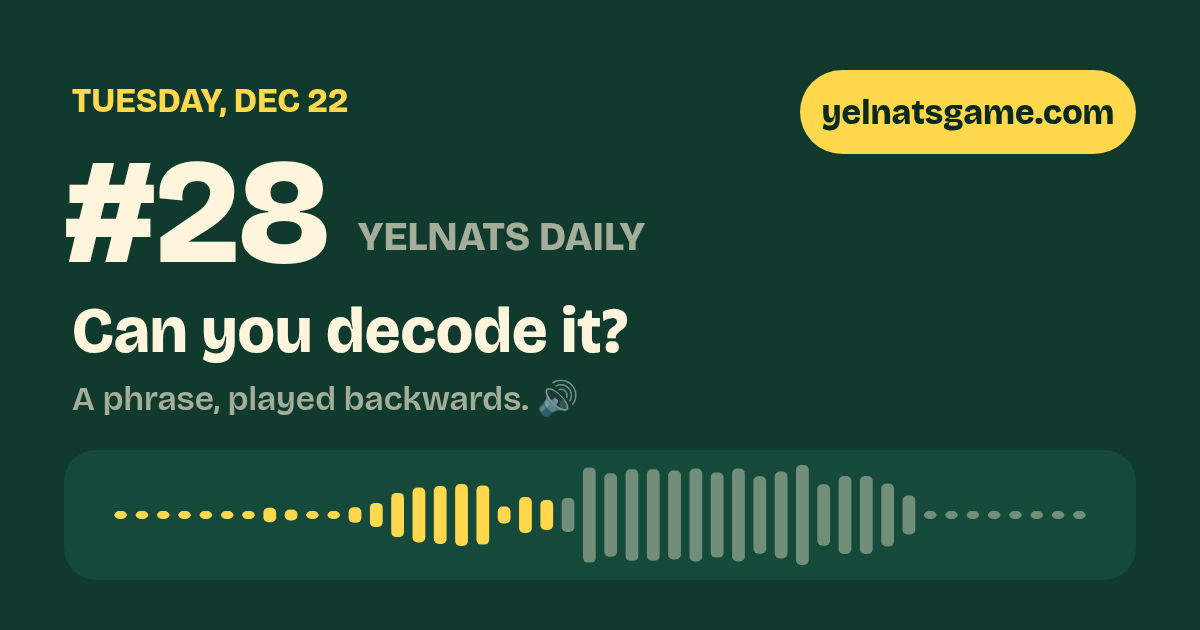 TUESDAY, DEC 22
yelnatsgame.com
#28 YELNATS DAILY
Can you decode it?
A phrase, played backwards. 🔊